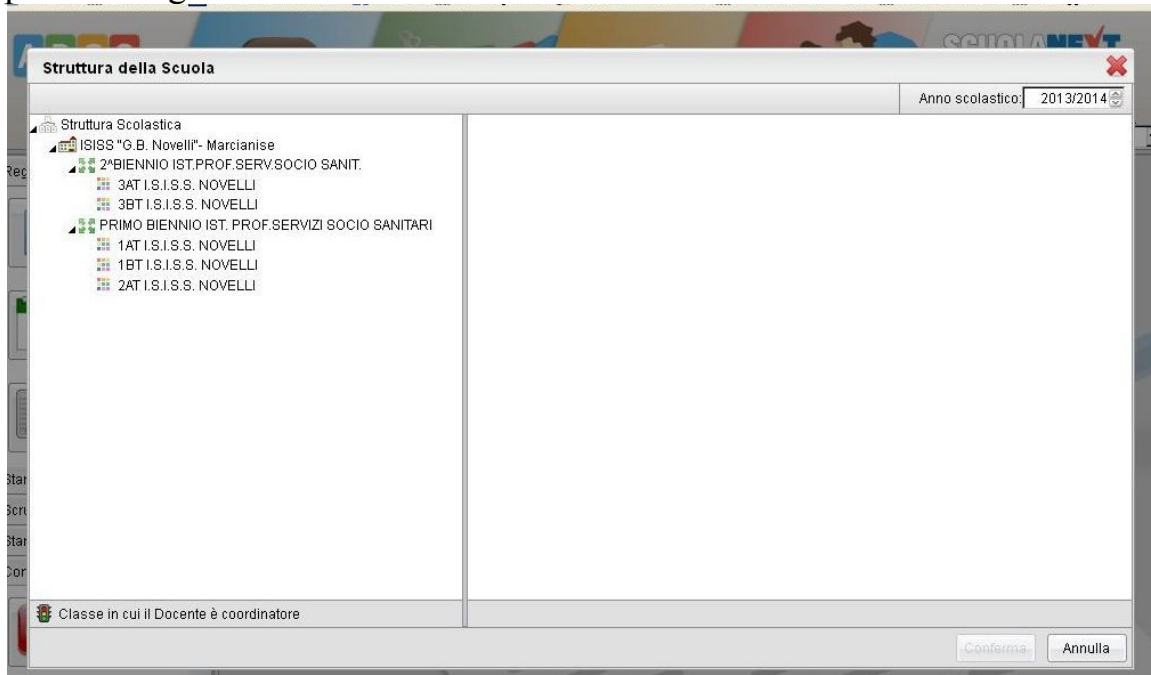 SCUOLANEXT
Struttura della Scuola
Anno scolastico: 2013/2014
Struttura Scolastica
ISISS "G.B. Novelli"- Marcianise
2^BIENNIO IST.PROF.SERV.SOCIO SANIT.
3AT I.S.I.S.S. NOVELLI
3BT I.S.I.S.S. NOVELLI
PRIMO BIENNIO IST. PROF.SERVIZI SOCIO SANITARI
1AT I.S.I.S.S. NOVELLI
1BT I.S.I.S.S. NOVELLI
2AT I.S.I.S.S. NOVELLI
Classe in cui il Docente è coordinatore
Conferma Annulla